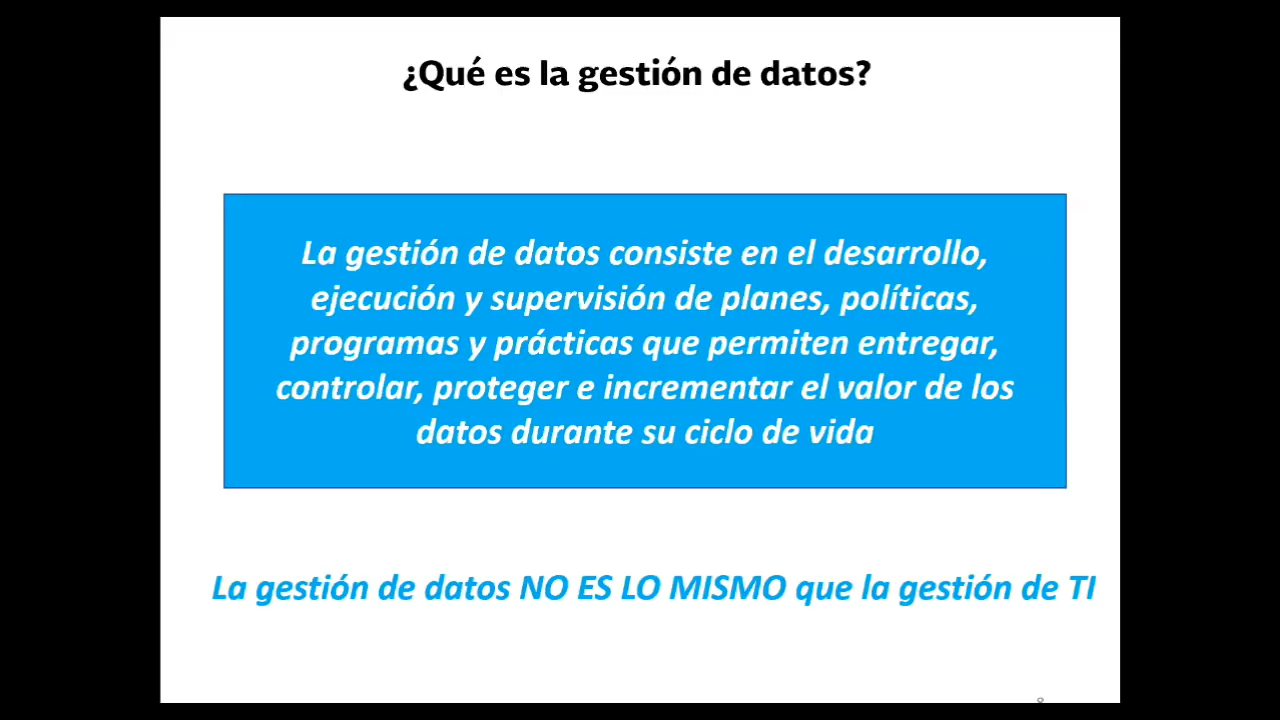 ¿Qué es la gestión de datos?
La gestión de datos consiste en el desarrollo,
ejecución y supervisión de planes, políticas,
programas y prácticas que permiten entregar,
controlar, proteger e incrementar el valor de los
datos durante su ciclo de vida
La gestión de datos NO ES LO MISMO que la gestión de TI